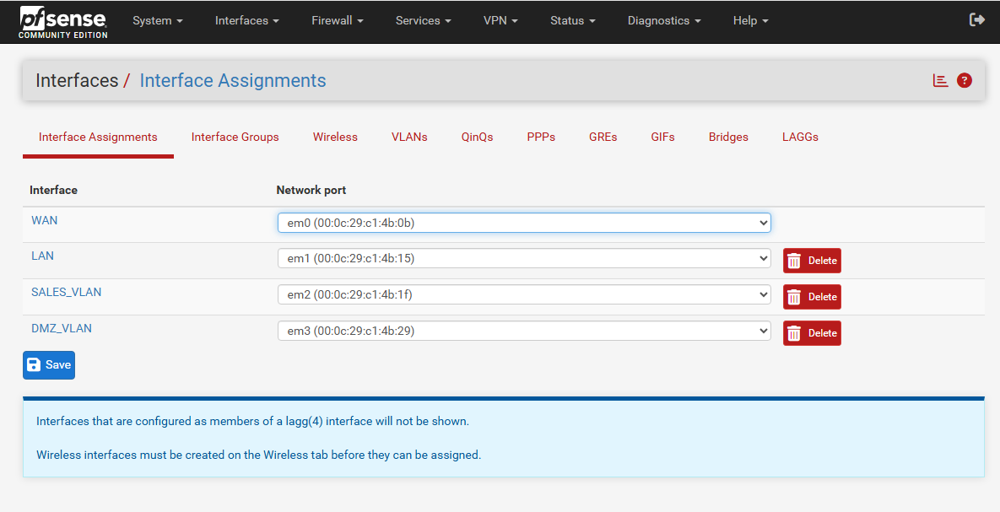 pfsense
COMMUNITY EDITION
System Interfaces Firewall Services VPN Status Diagnostics Help
Interfaces / Interface Assignments
Interface Assignments Interface Groups Wireless VLANs QinQs PPPs GREs GIFs Bridges LAGGs
Interface Network port
WAN em0 (00:0c:29:c1:4b:0b)
LAN em1 (00:0c:29:c1:4b:15) Delete
SALES_VLAN em2 (00:0c:29:c1:4b:1f) Delete
DMZ_VLAN em3 (00:0c:29:c1:4b:29) Delete
Save
Interfaces that are configured as members of a lagg(4) interface will not be shown.
Wireless interfaces must be created on the Wireless tab before they can be assigned.